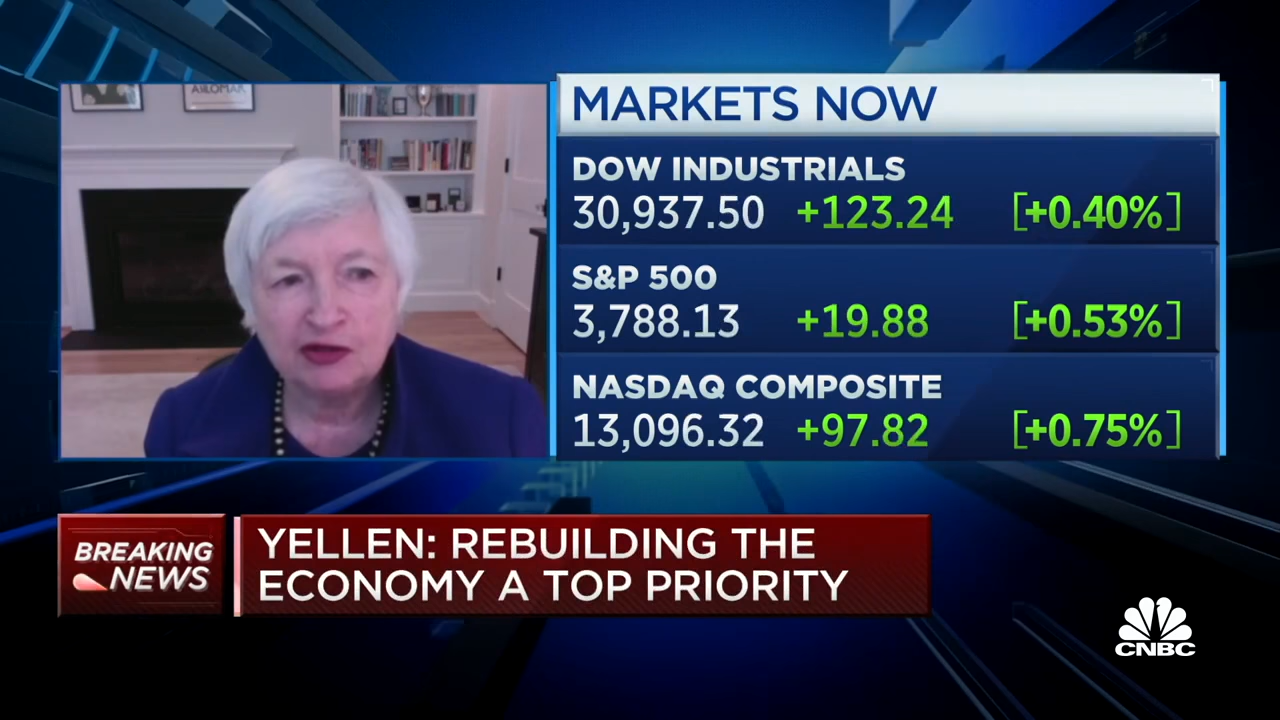 ASILOMAR
MARKETS NOW
DOW INDUSTRIALS
30,937.50 +123.24 [+0.40%]
S&P 500
3,788.13 +19.88 [+0.53%]
NASDAQ COMPOSITE
13,096.32 +97.82 [+0.75%]
BREAKING
NEWS
YELLEN: REBUILDING THE
ECONOMY A TOP PRIORITY
CNBC